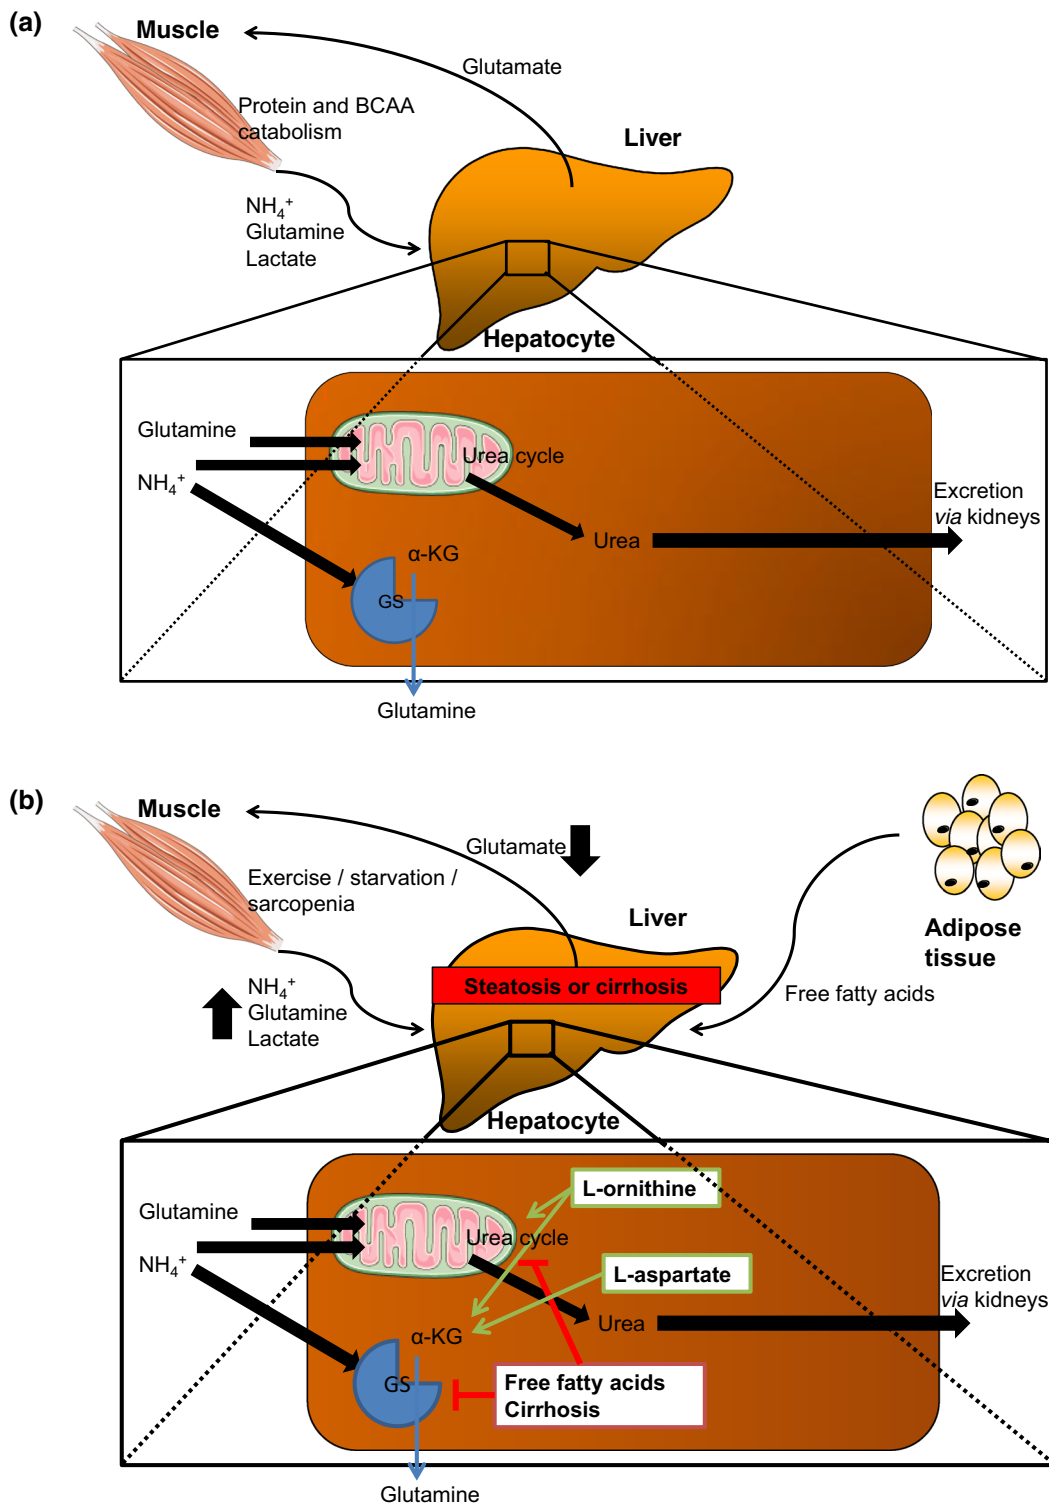 (a)
Muscle
Glutamate
Protein and BCAA
catabolism
Liver
NH₄⁺
Glutamine
Lactate
Hepatocyte
Glutamine
Urea cycle
NH₄⁺
Excretion
via kidneys
Urea
α-KG
GS
Glutamine
(b)
Muscle
Glutamate
Exercise / starvation /
sarcopenia
Liver
Adipose
tissue
Steatosis or cirrhosis
Free fatty acids
NH₄⁺
Glutamine
Lactate
Hepatocyte
L-ornithine
Glutamine
Urea cycle
NH₄⁺
L-aspartate
Excretion
via kidneys
Urea
α-KG
GS
Free fatty acids
Cirrhosis
Glutamine